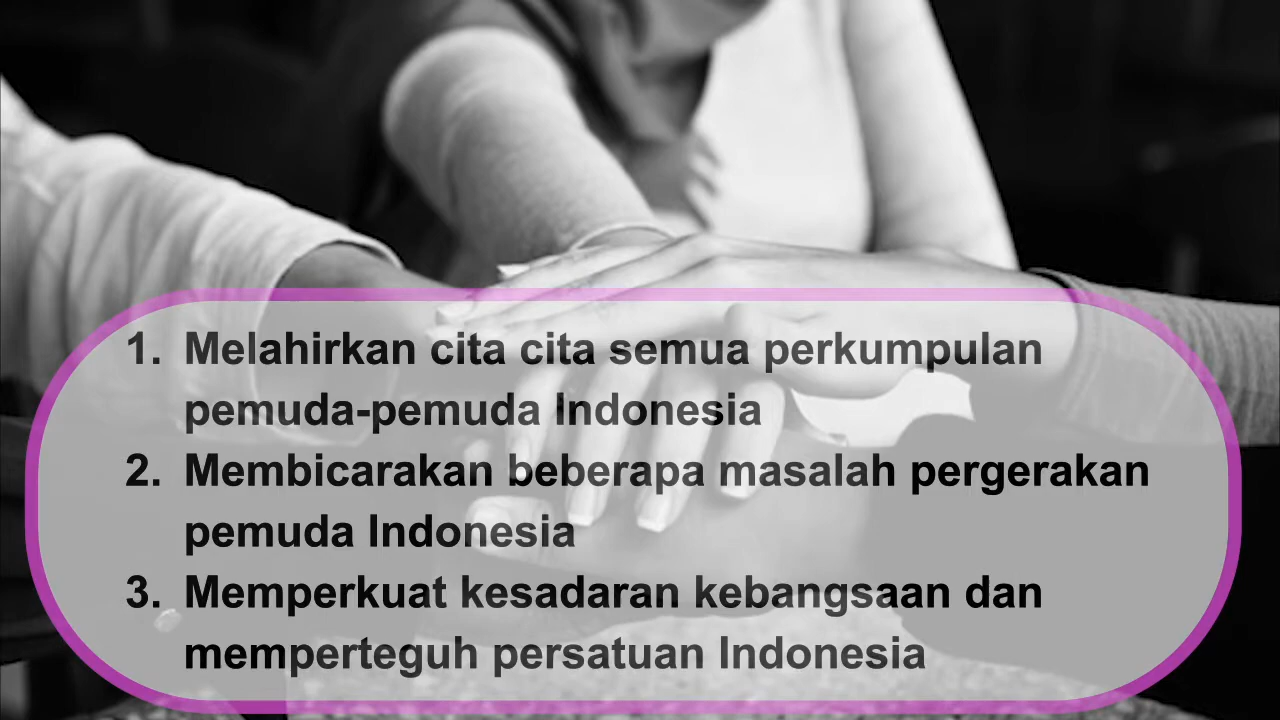 1. Melahirkan cita cita semua perkumpulan
pemuda-pemuda Indonesia
2. Membicarakan beberapa masalah pergerakan
pemuda Indonesia
3. Memperkuat kesadaran kebangsaan dan
memperteguh persatuan Indonesia